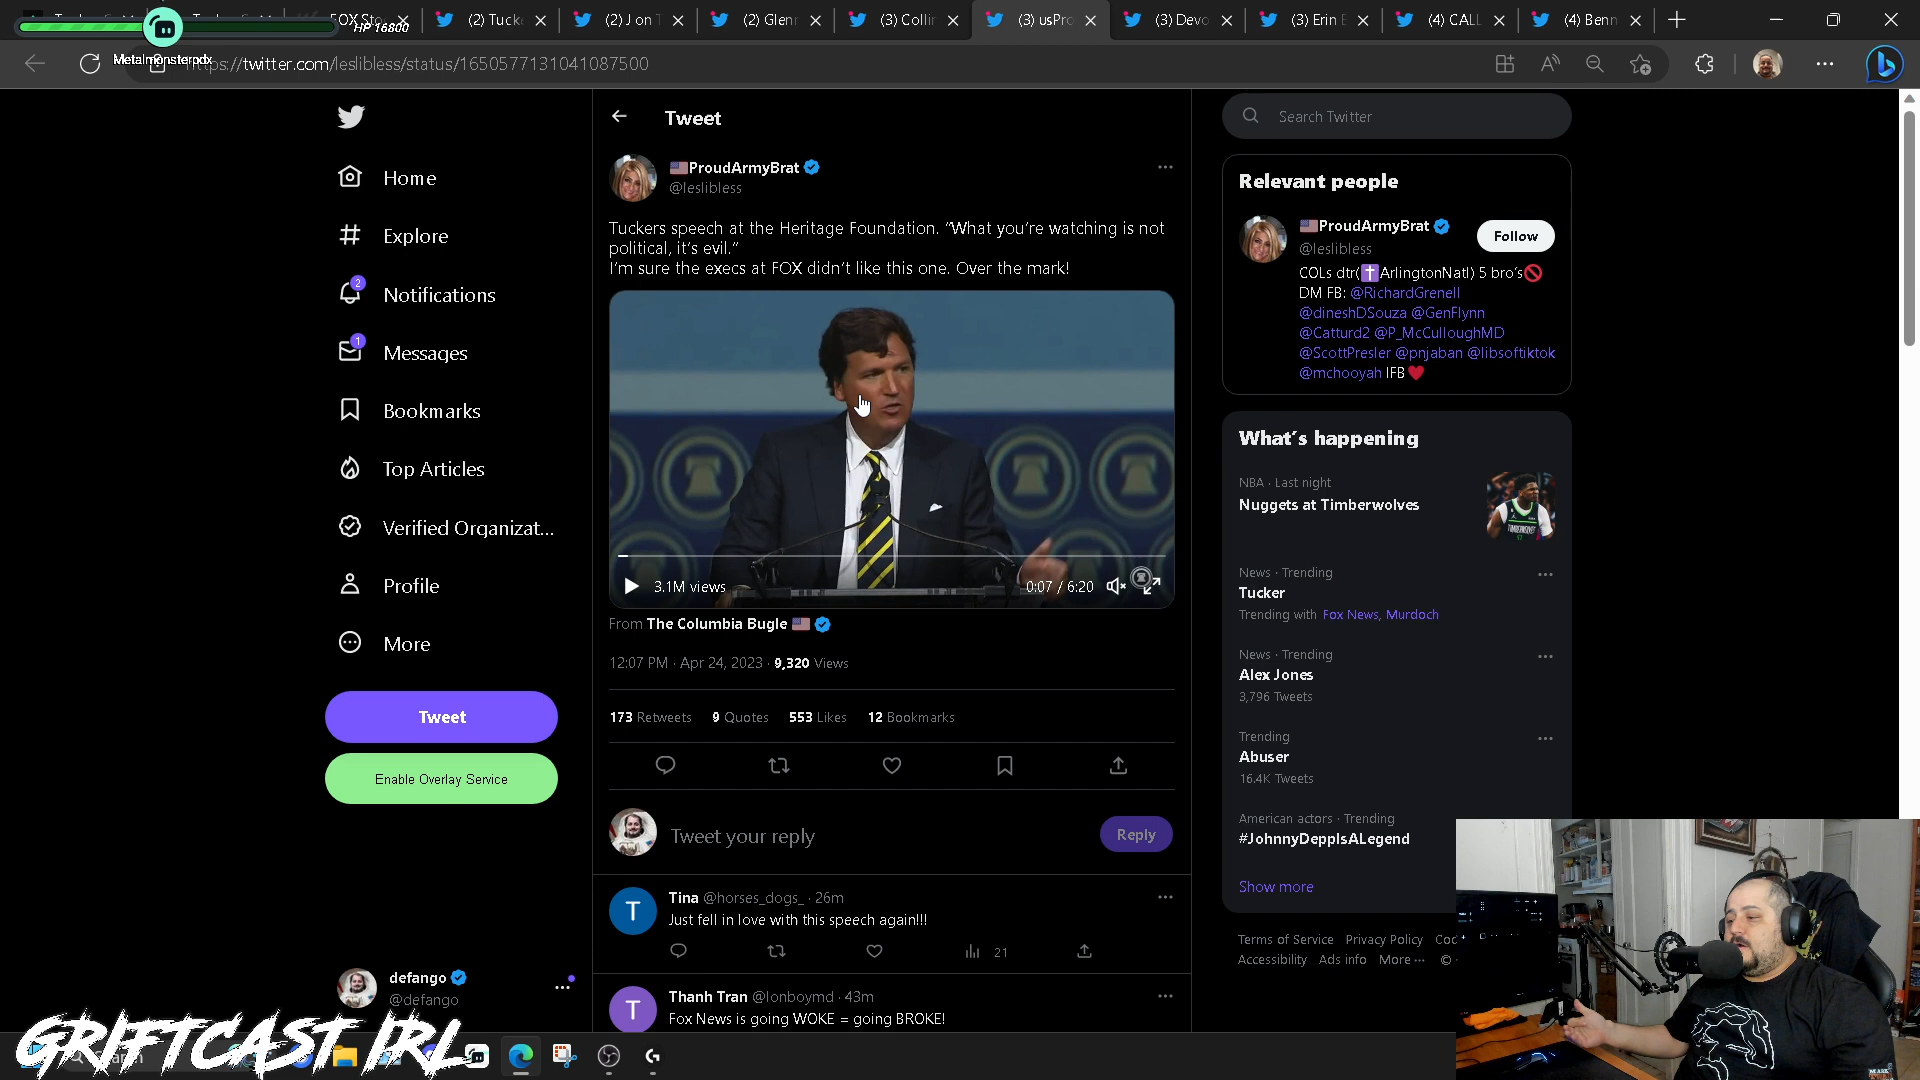 HP 16800
Metalmonsterpdx
FOX Sto
(2) Tucke
(2) J on T
(2) Glenn
(3) Collin
(3) usPro
(3) Devo
(3) Erin E
(4) CALL
(4) Benn
https://twitter.com/leslibless/status/1650577131041087500
Home
Explore
2
Notifications
1
Messages
Bookmarks
Top Articles
Verified Organizat...
Profile
More
Tweet
Enable Overlay Service
defango
@defango
Tweet
ProudArmyBrat
@leslibless
Tuckers speech at the Heritage Foundation. “What you’re watching is not
political, it’s evil.“
I’m sure the execs at FOX didn’t like this one. Over the mark!
3.1M views
0:07 / 6:20
From The Columbia Bugle
12:07 PM · Apr 24, 2023 · 9,320 Views
173 Retweets 9 Quotes 553 Likes 12 Bookmarks
Tweet your reply
Reply
T
Tina @horses_dogs_ · 26m
Just fell in love with this speech again!!!
21
T
Thanh Tran @lonboymd · 43m
Fox News is going WOKE = going BROKE!
Search Twitter
Relevant people
ProudArmyBrat
@leslibless
Follow
COLs dtr(✝ArlingtonNatl) 5 bro’s🚫
DM FB: @RichardGrenell
@dineshDSouza @GenFlynn
@Catturd2 @P_McCulloughMD
@ScottPresler @pnjaban @libsoftiktok
@mchooyah IFB❤
What’s happening
NBA · Last night
Nuggets at Timberwolves
News · Trending
Tucker
Trending with Fox News, Murdoch
News · Trending
Alex Jones
3,796 Tweets
Trending
Abuser
16.4K Tweets
American actors · Trending
#JohnnyDeppIsALegend
Show more
Terms of Service Privacy Policy Coo
Accessibility Ads info More ··· ©
GRIFTCAST IRL